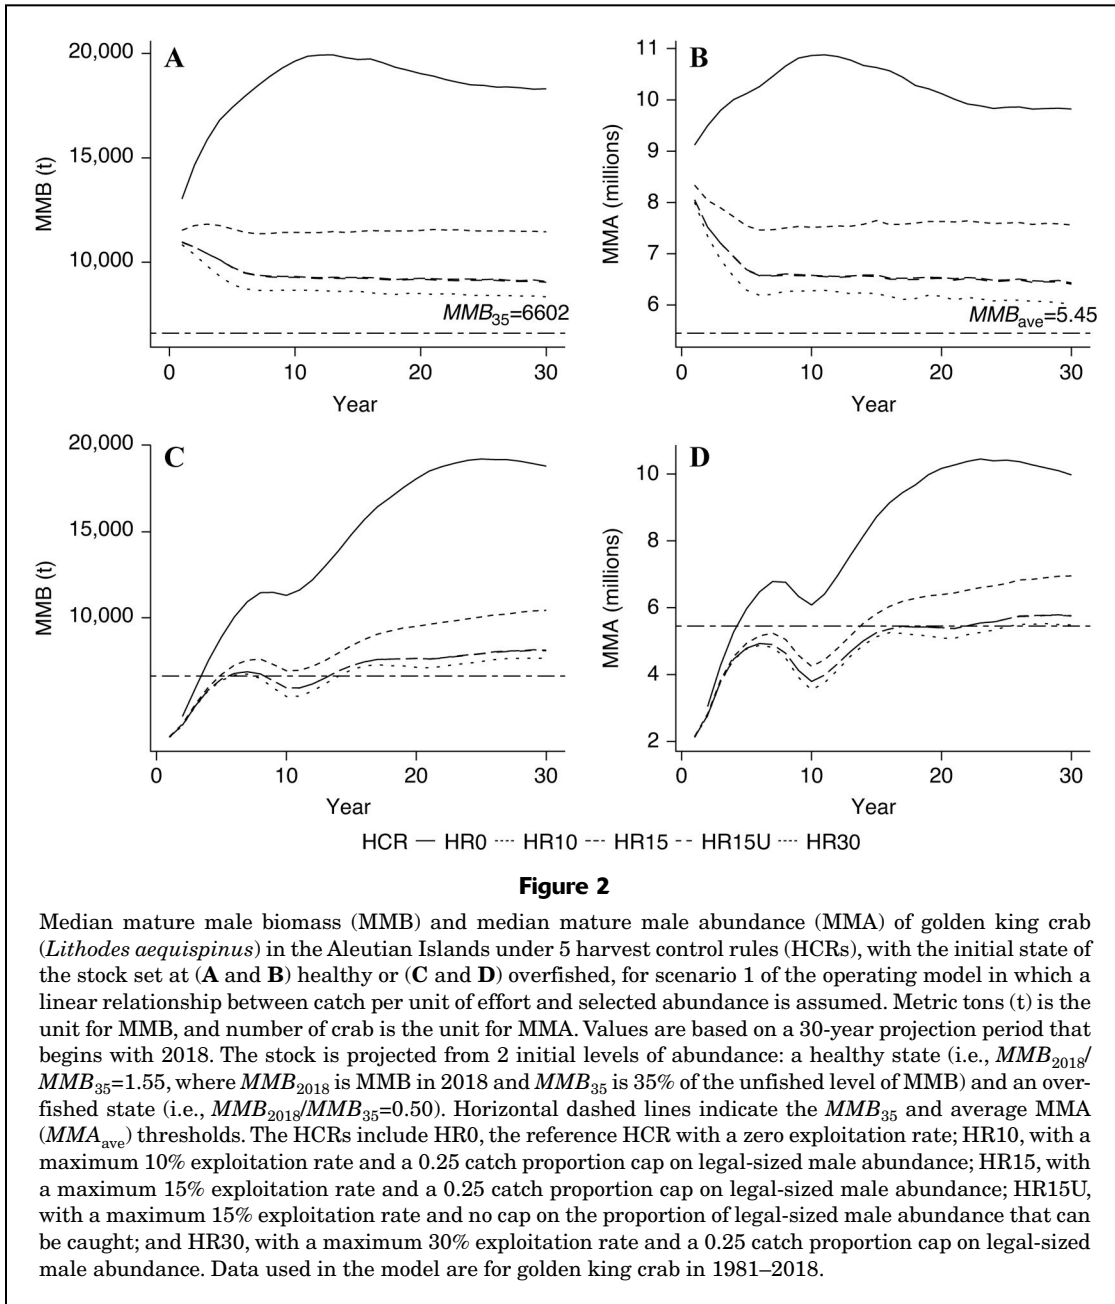 A
20,000
15,000
10,000
MMB (t)
MMB35=6602
0 10 20 30
Year
B
11
10
9
8
7
6
MMA (millions)
MMBave=5.45
0 10 20 30
Year
C
20,000
15,000
10,000
MMB (t)
0 10 20 30
Year
D
10
8
6
4
2
MMA (millions)
0 10 20 30
Year
HCR HR0 HR10 HR15 HR15U HR30
Figure 2
Median mature male biomass (MMB) and median mature male abundance (MMA) of golden king crab
(Lithodes aequispinus) in the Aleutian Islands under 5 harvest control rules (HCRs), with the initial state of
the stock set at (A and B) healthy or (C and D) overfished, for scenario 1 of the operating model in which a
linear relationship between catch per unit of effort and selected abundance is assumed. Metric tons (t) is the
unit for MMB, and number of crab is the unit for MMA. Values are based on a 30-year projection period that
begins with 2018. The stock is projected from 2 initial levels of abundance: a healthy state (i.e., MMB2018/
MMB35=1.55, where MMB2018 is MMB in 2018 and MMB35 is 35% of the unfished level of MMB) and an over-
fished state (i.e., MMB2018/MMB35=0.50). Horizontal dashed lines indicate the MMB35 and average MMA
(MMAave) thresholds. The HCRs include HR0, the reference HCR with a zero exploitation rate; HR10, with a
maximum 10% exploitation rate and a 0.25 catch proportion cap on legal-sized male abundance; HR15, with
a maximum 15% exploitation rate and a 0.25 catch proportion cap on legal-sized male abundance; HR15U,
with a maximum 15% exploitation rate and no cap on the proportion of legal-sized male abundance that can
be caught; and HR30, with a maximum 30% exploitation rate and a 0.25 catch proportion cap on legal-sized
male abundance. Data used in the model are for golden king crab in 1981–2018.